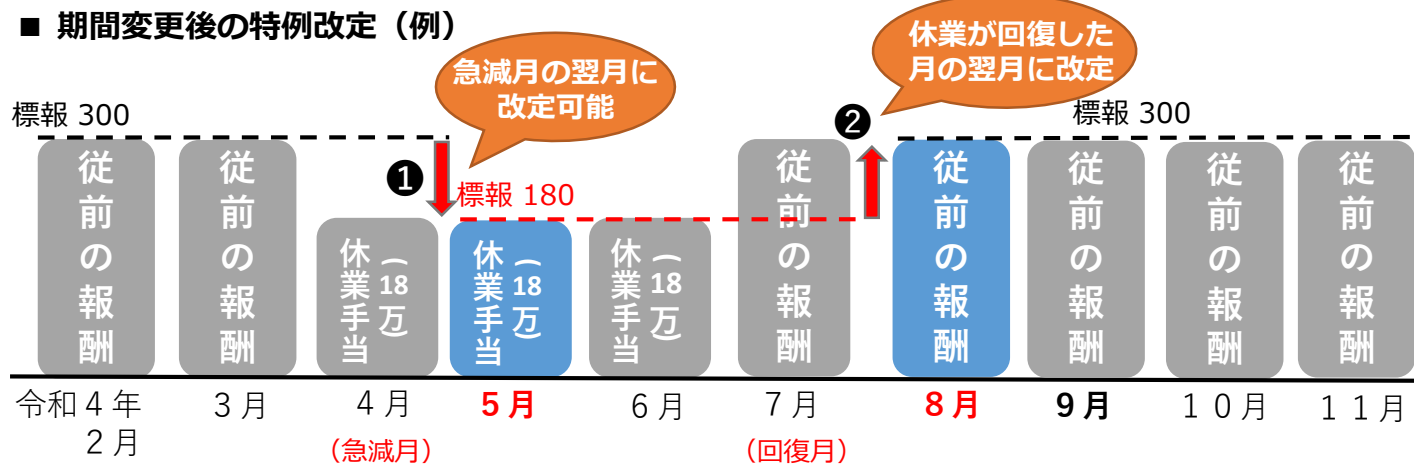 ■ 期間変更後の特例改定（例）
急減月の翌月に
改定可能
休業が回復した
月の翌月に改定
標報 300
❶
標報 180
❷
標報 300
従前の報酬
従前の報酬
休業手当
（18万）
休業手当
（18万）
休業手当
（18万）
従前の報酬
従前の報酬
従前の報酬
従前の報酬
従前の報酬
令和４年
２月
３月
４月
（急減月）
５月
６月
７月
（回復月）
８月
９月
１０月
１１月